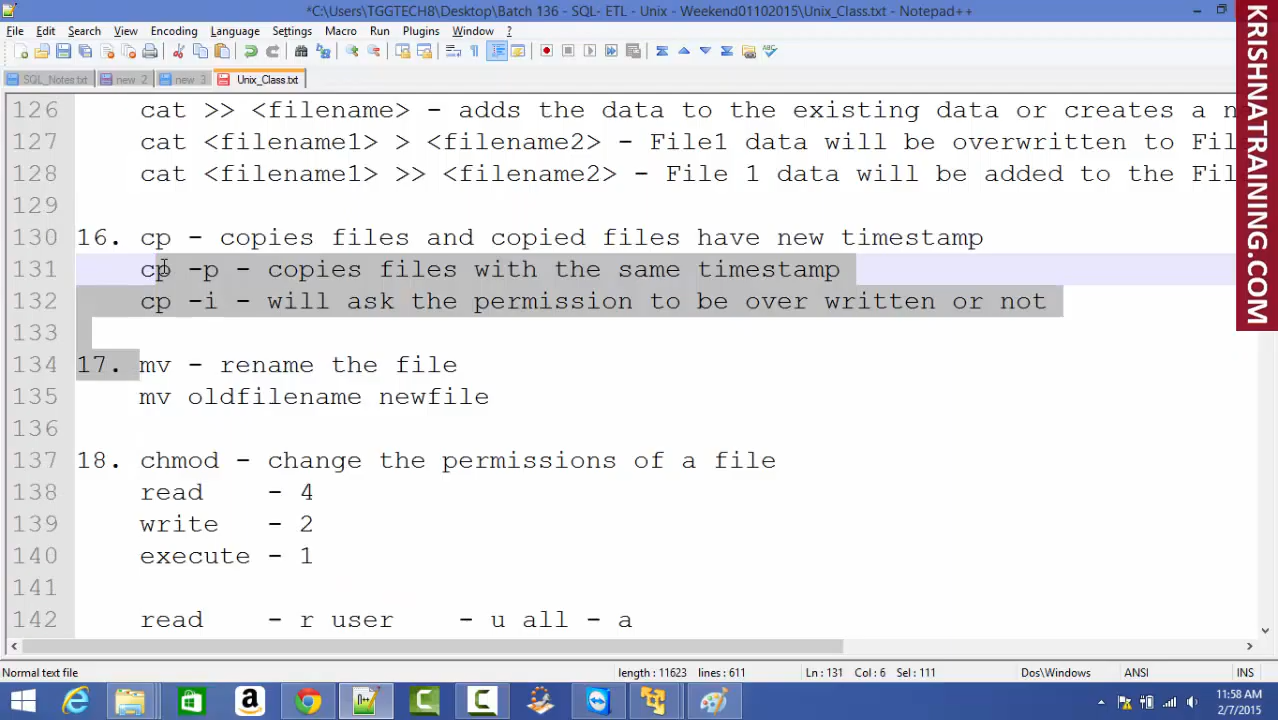 *C:\Users\TGGTECH8\Desktop\Batch 136 - SQL- ETL - Unix - Weekend01102015\Unix_Class.txt - Notepad++
File Edit Search View Encoding Language Settings Macro Run Plugins Window ?
SQL_Notes.txt new 2 new 3 Unix_Class.txt
126 cat >> <filename> - adds the data to the existing data or creates a n
127 cat <filename1> > <filename2> - File1 data will be overwritten to Fil
128 cat <filename1> >> <filename2> - File 1 data will be added to the Fil
129
130 16. cp - copies files and copied files have new timestamp
131 cp -p - copies files with the same timestamp
132 cp -i - will ask the permission to be over written or not
133
134 17. mv - rename the file
135 mv oldfilename newfile
136
137 18. chmod - change the permissions of a file
138 read - 4
139 write - 2
140 execute - 1
141
142 read - r user - u all - a
Normal text file length : 11623 lines : 611 Ln : 131 Col : 6 Sel : 111 Dos\Windows ANSI INS
11:58 AM
2/7/2015
KRISHNATRAINING.COM